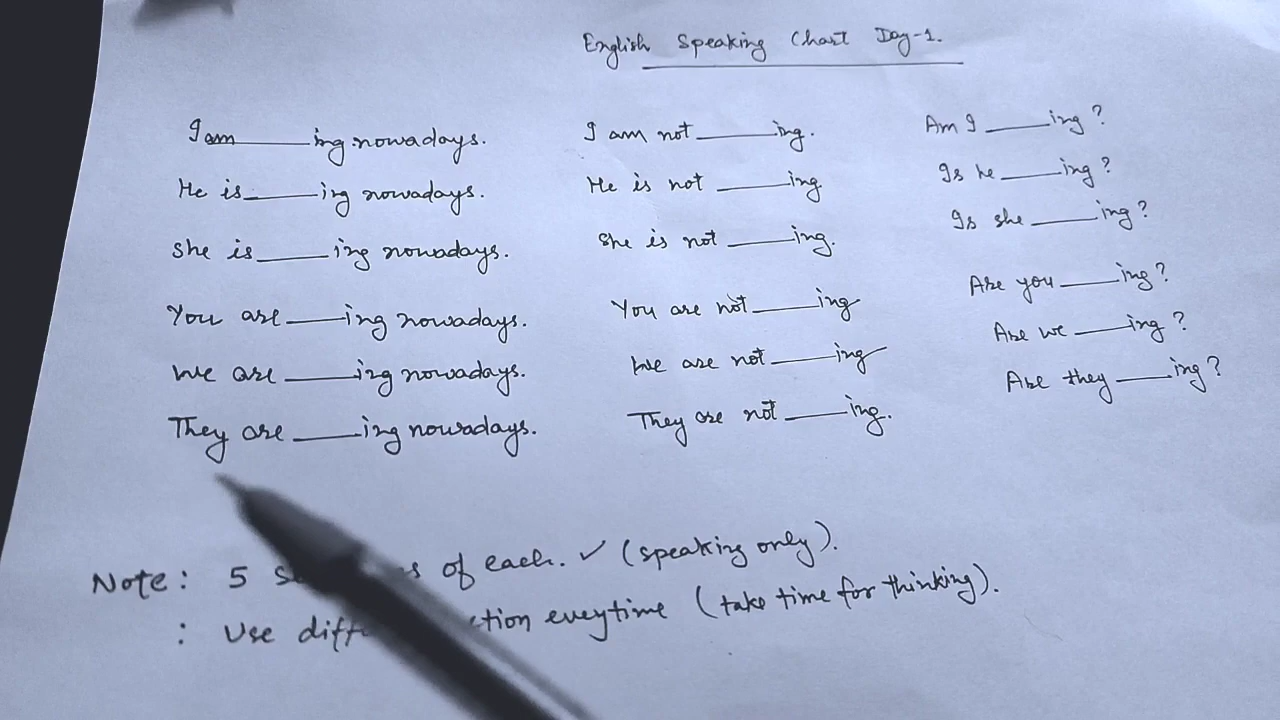 English Speaking Chart Day-1.
I am ____ ing nowadays.
He is ____ ing nowadays.
she is ____ ing nowadays.
You are ____ ing nowadays.
We are ____ ing nowadays.
They are ____ ing nowadays.
I am not ____ ing.
He is not ____ ing
She is not ____ ing.
You are not ____ ing
We are not ____ ing
They are not ____ ing.
Am I ____ ing ?
Is he ____ ing ?
Is she ____ ing ?
Are you ____ ing ?
Are we ____ ing ?
Are they ____ ing ?
Note : 5 of each. ✓ (speaking only).
: Use eveytime (take time for thinking).